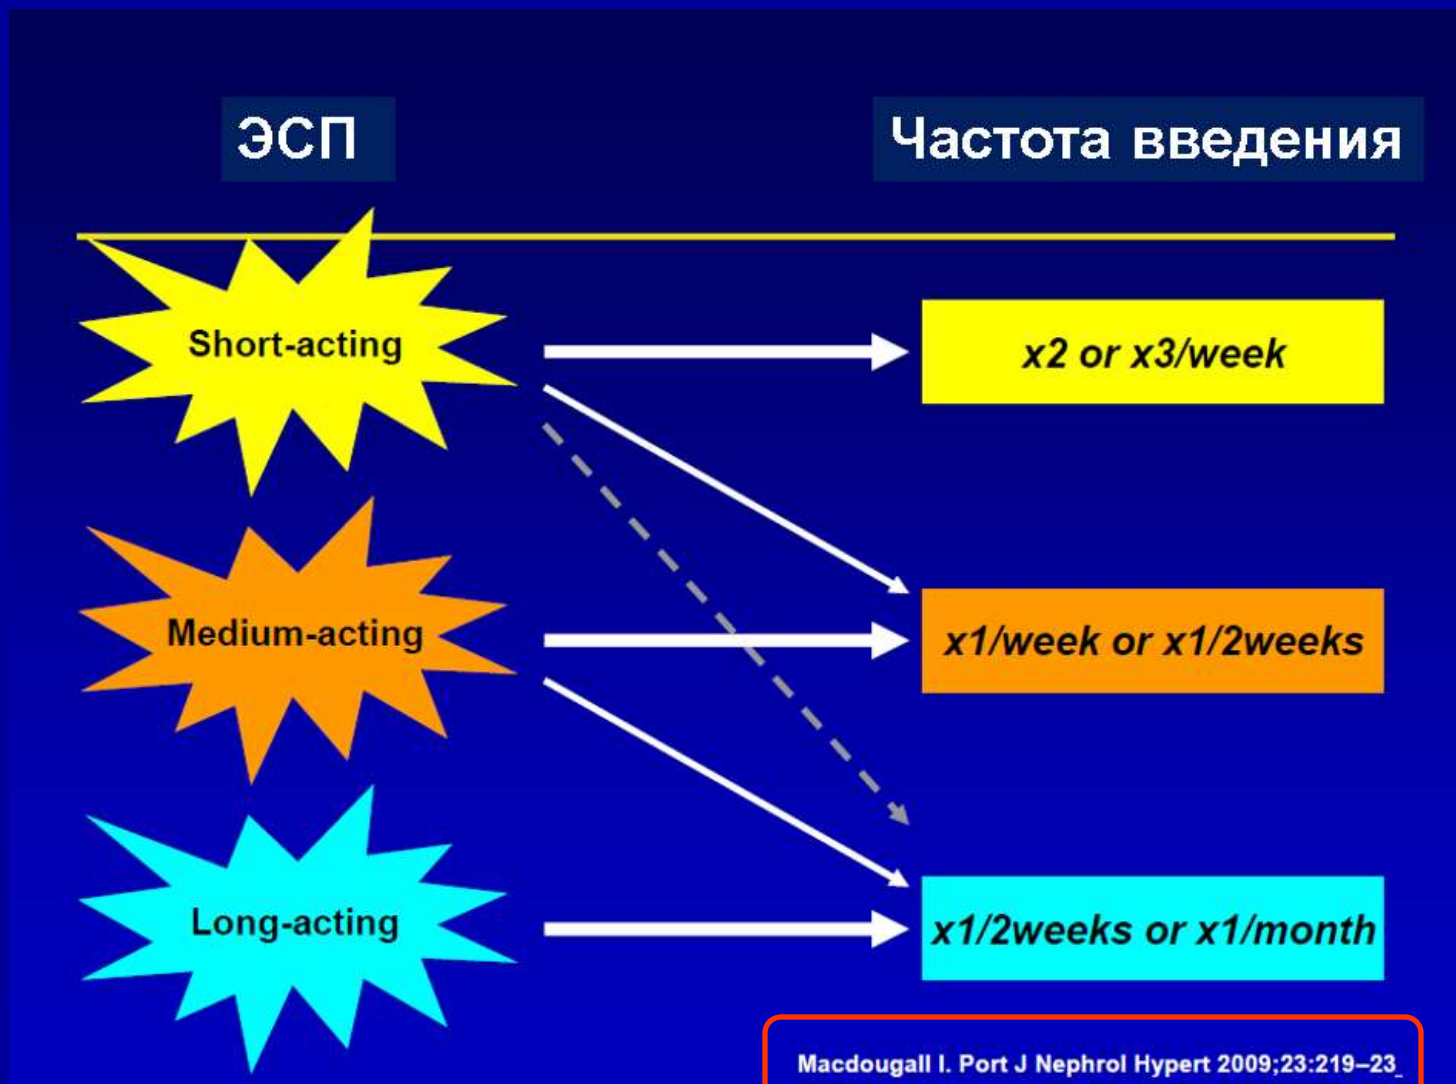 ЭСП
Частота введения
Short-acting
x2 or x3/week
Medium-acting
x1/week or x1/2weeks
Long-acting
x1/2weeks or x1/month
Macdougall I. Port J Nephrol Hypert 2009;23:219–23_